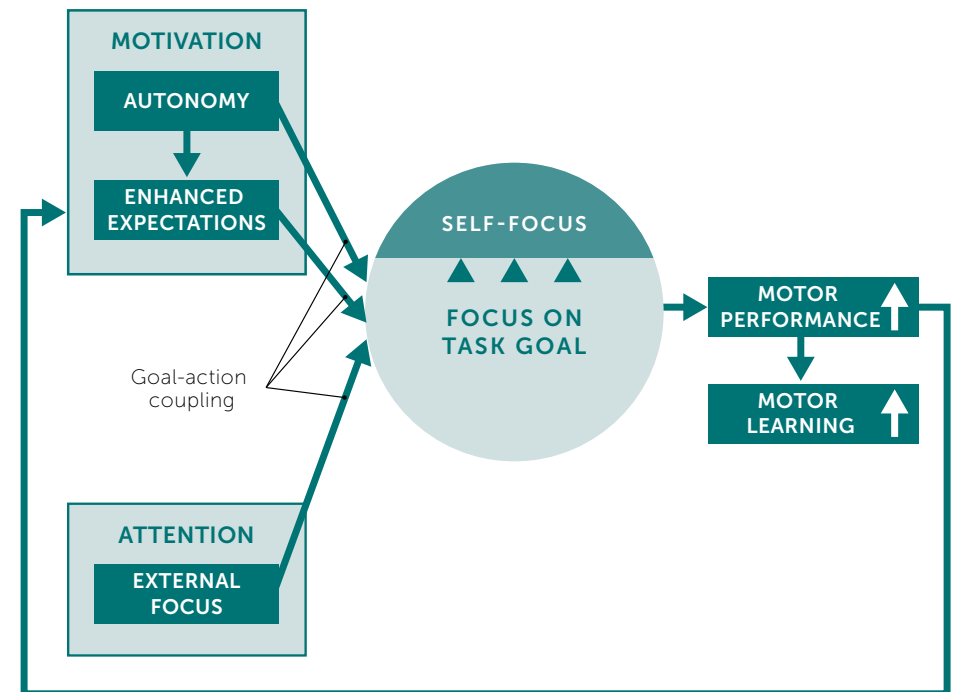 MOTIVATION
AUTONOMY
ENHANCED
EXPECTATIONS
SELF-FOCUS
FOCUS ON
TASK GOAL
MOTOR
PERFORMANCE
MOTOR
LEARNING
Goal-action
coupling
ATTENTION
EXTERNAL
FOCUS